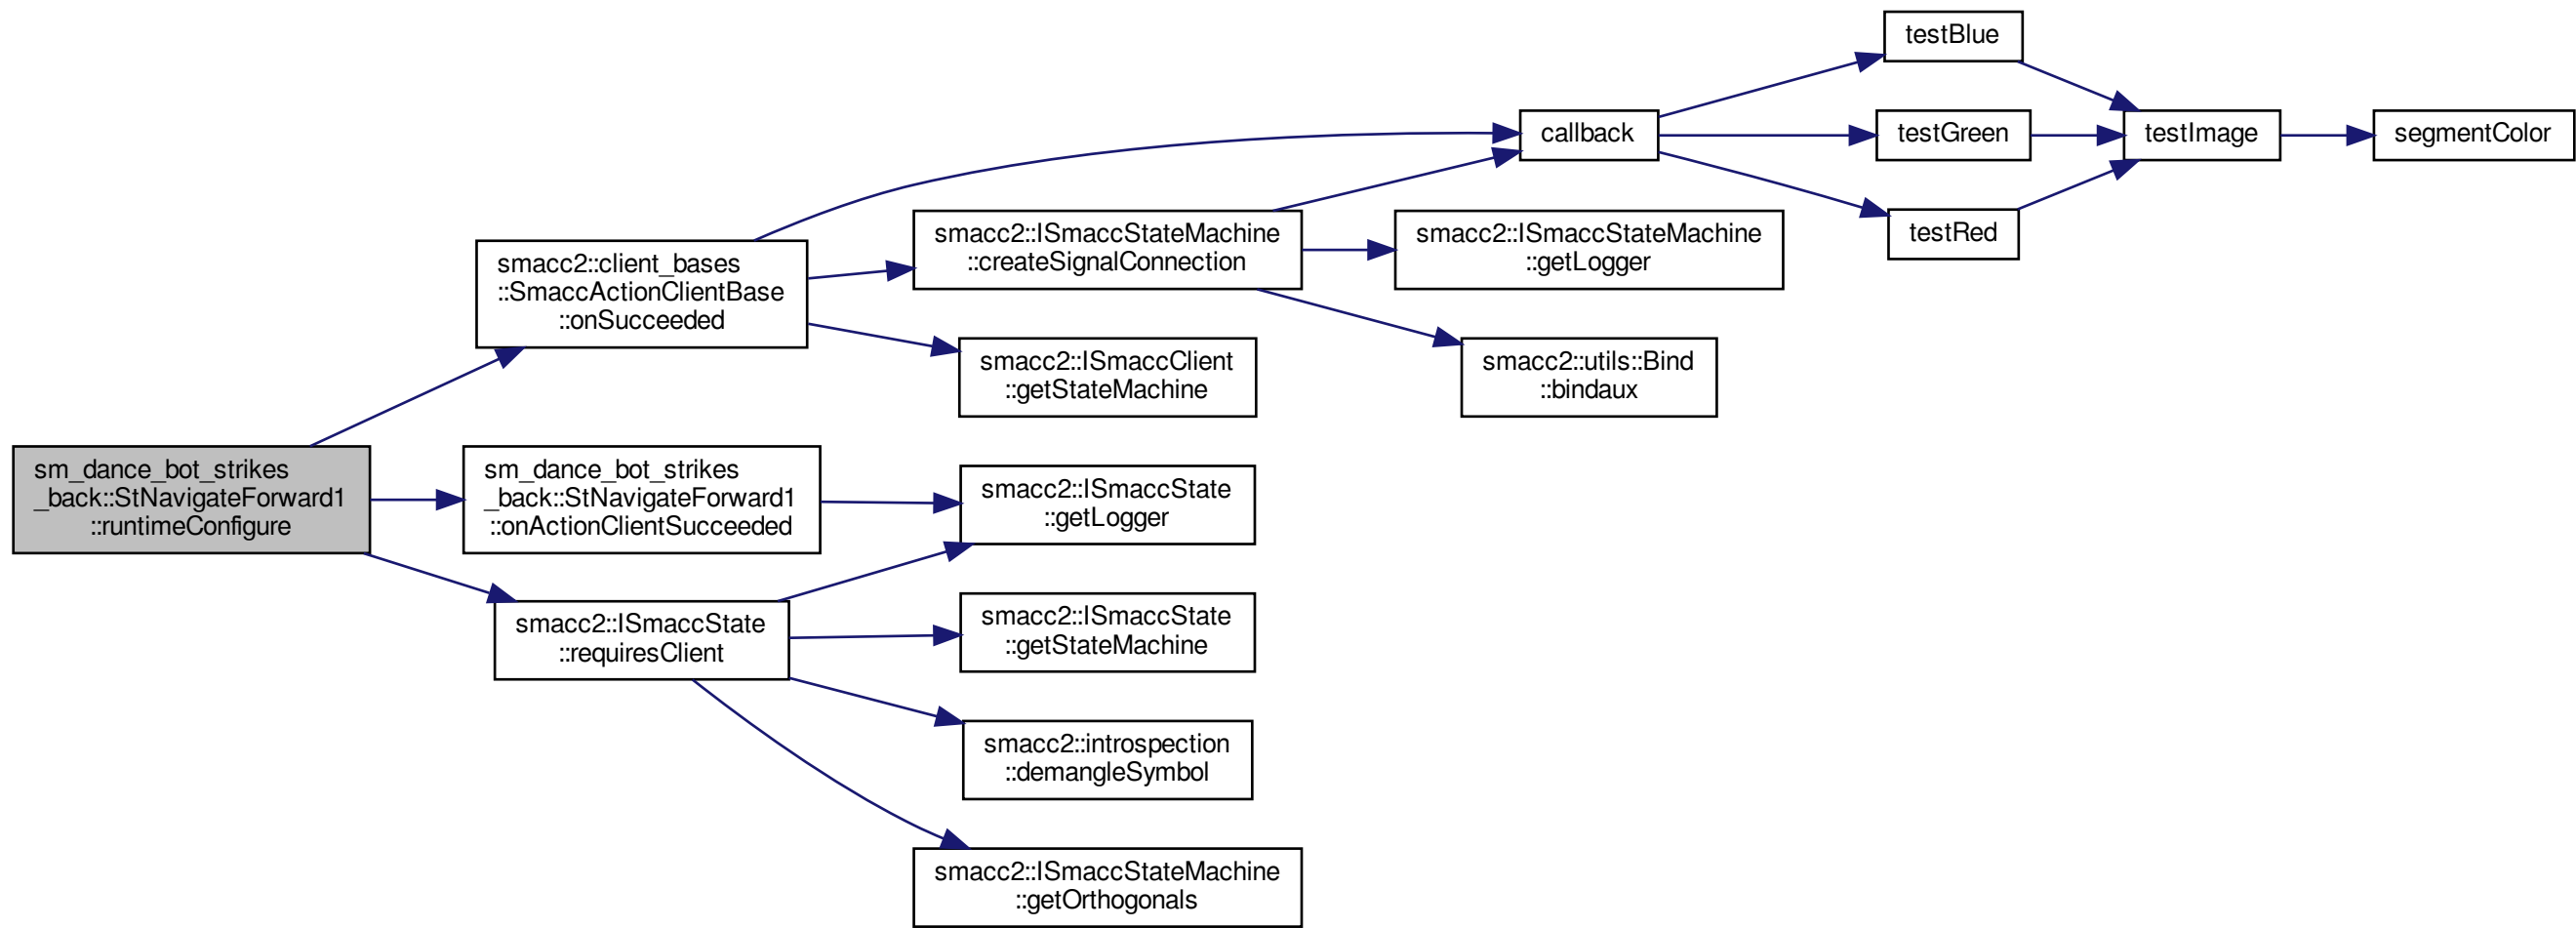 sm_dance_bot_strikes
_back::StNavigateForward1
::runtimeConfigure
smacc2::client_bases
::SmaccActionClientBase
::onSucceeded
sm_dance_bot_strikes
_back::StNavigateForward1
::onActionClientSucceeded
smacc2::ISmaccState
::requiresClient
smacc2::ISmaccStateMachine
::createSignalConnection
smacc2::ISmaccClient
::getStateMachine
smacc2::ISmaccState
::getLogger
smacc2::ISmaccState
::getStateMachine
smacc2::introspection
::demangleSymbol
smacc2::ISmaccStateMachine
::getOrthogonals
callback
smacc2::ISmaccStateMachine
::getLogger
smacc2::utils::Bind
::bindaux
testBlue
testGreen
testRed
testImage
segmentColor